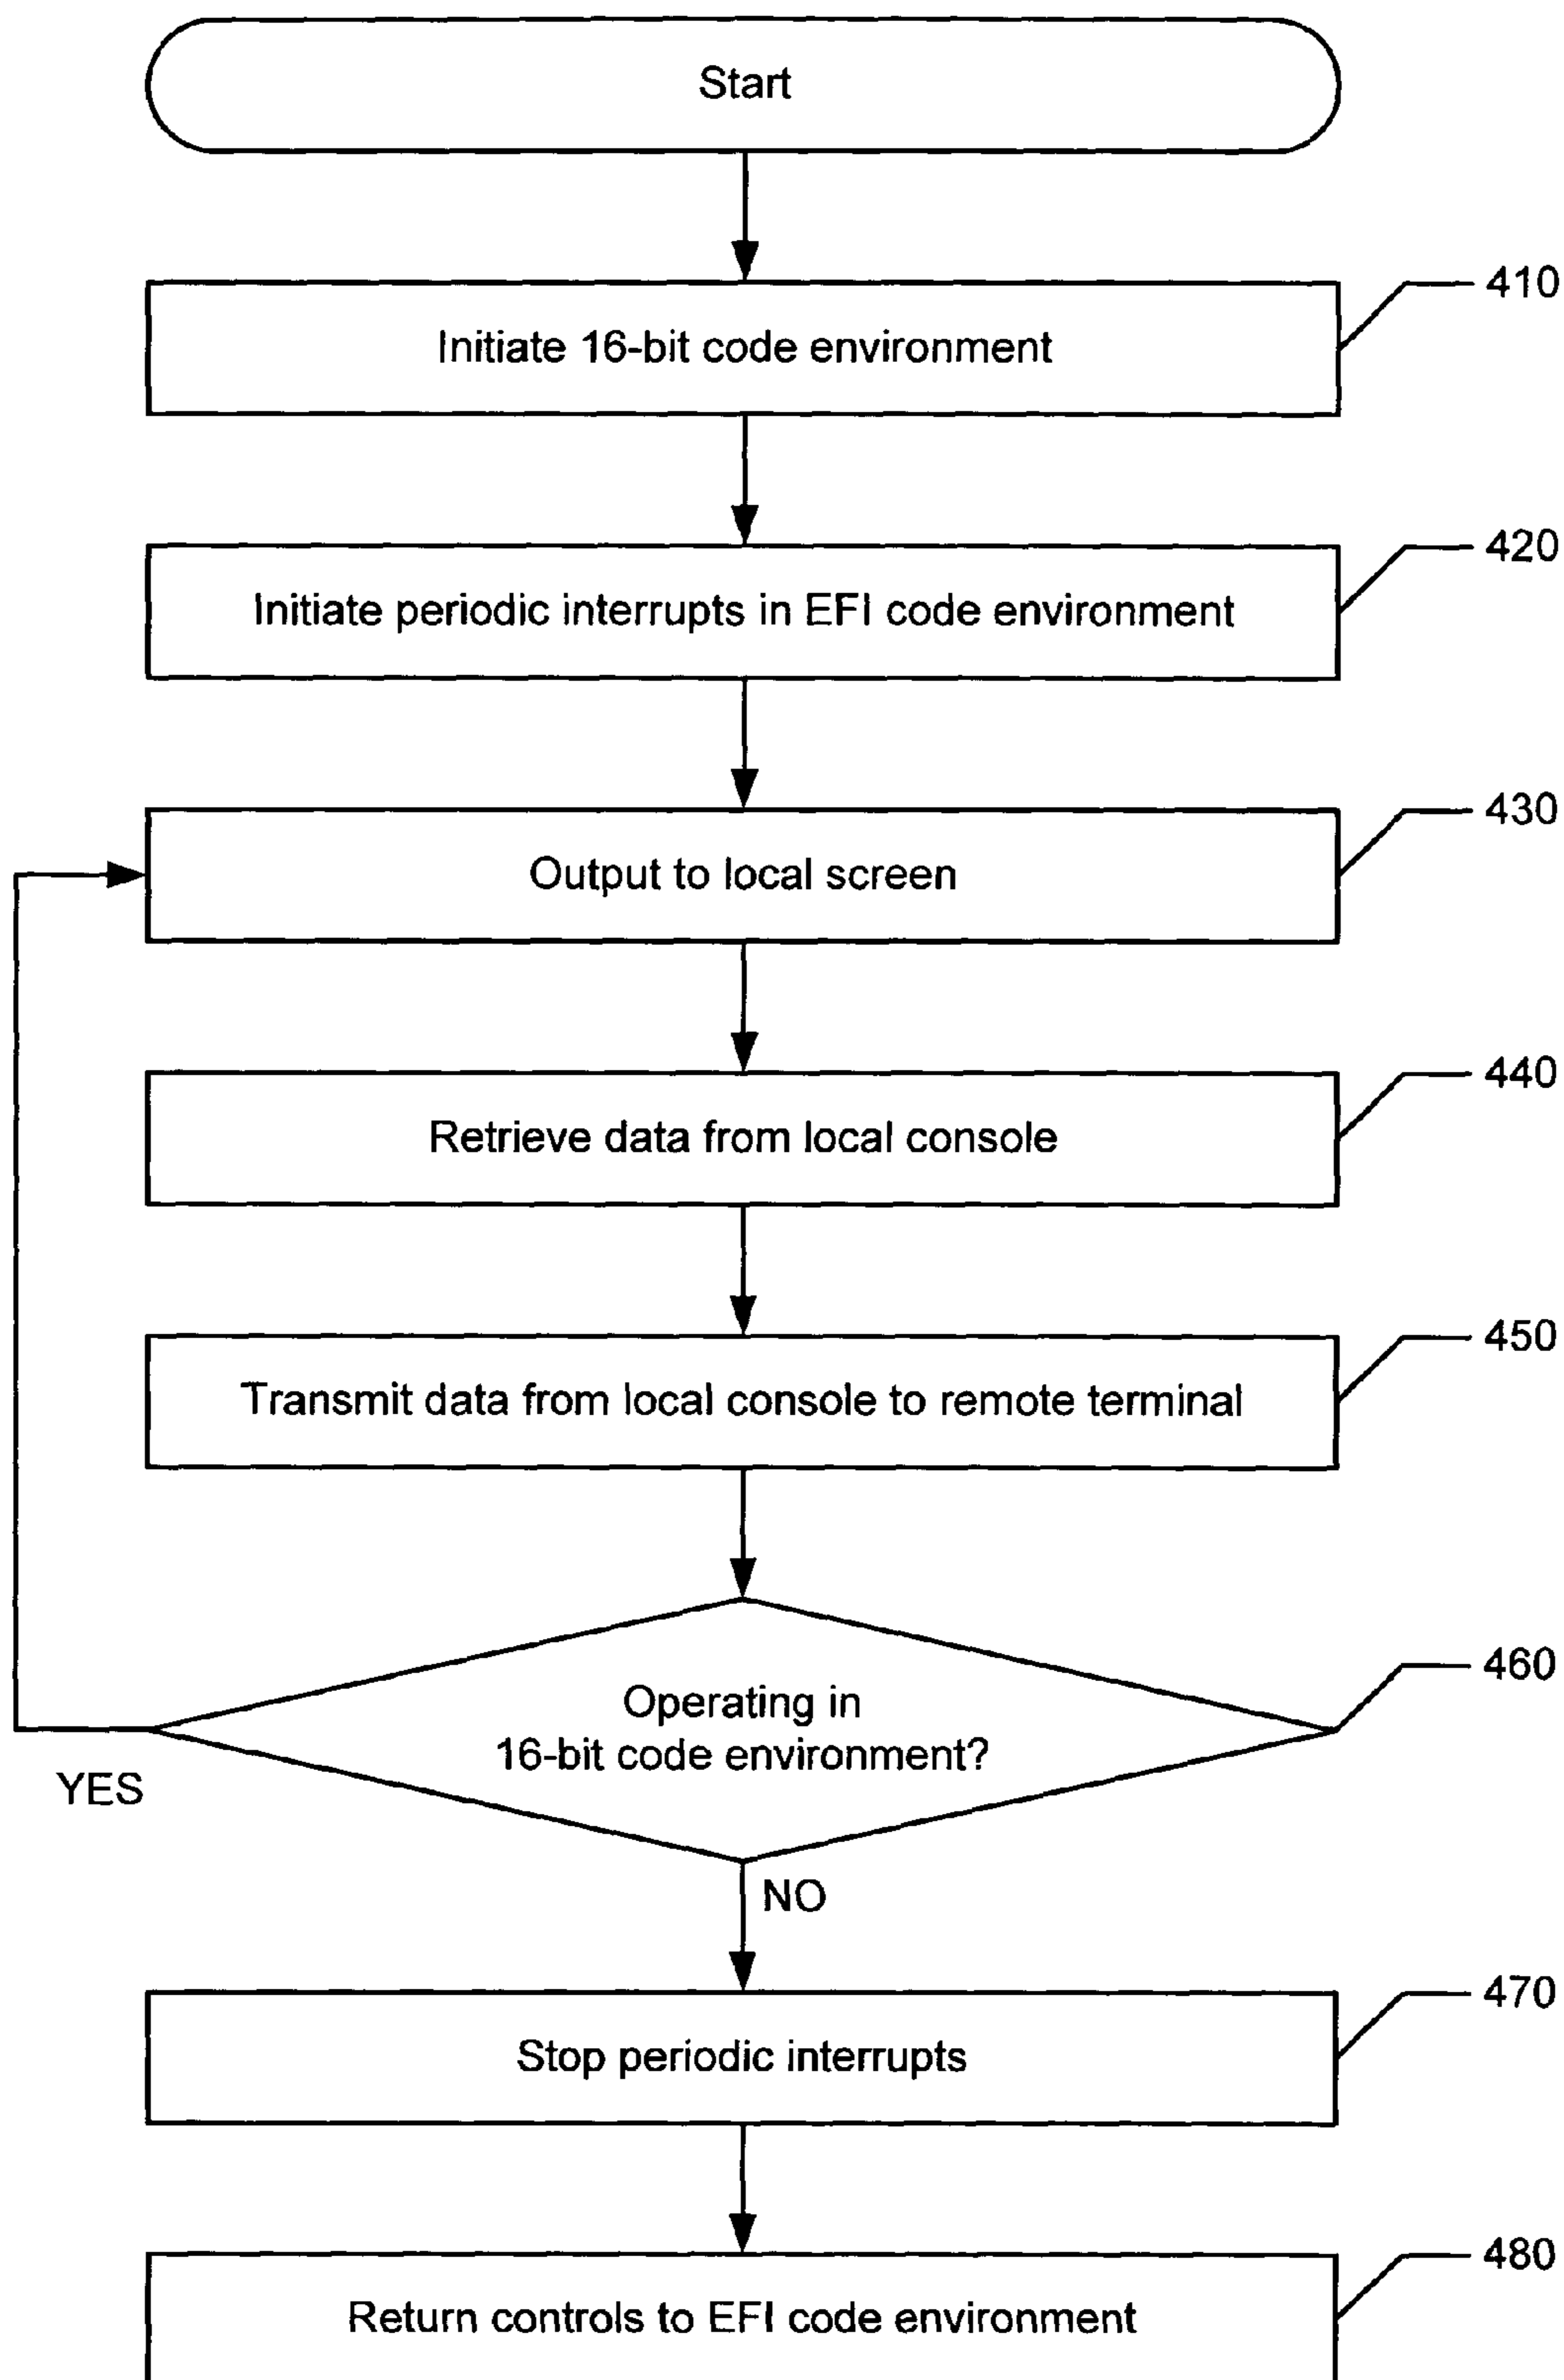 Start
410
Initiate 16-bit code environment
420
Initiate periodic interrupts in EFI code environment
430
Output to local screen
440
Retrieve data from local console
450
Transmit data from local console to remote terminal
460
Operating in
16-bit code environment?
YES
NO
470
Stop periodic interrupts
480
Return controls to EFI code environment